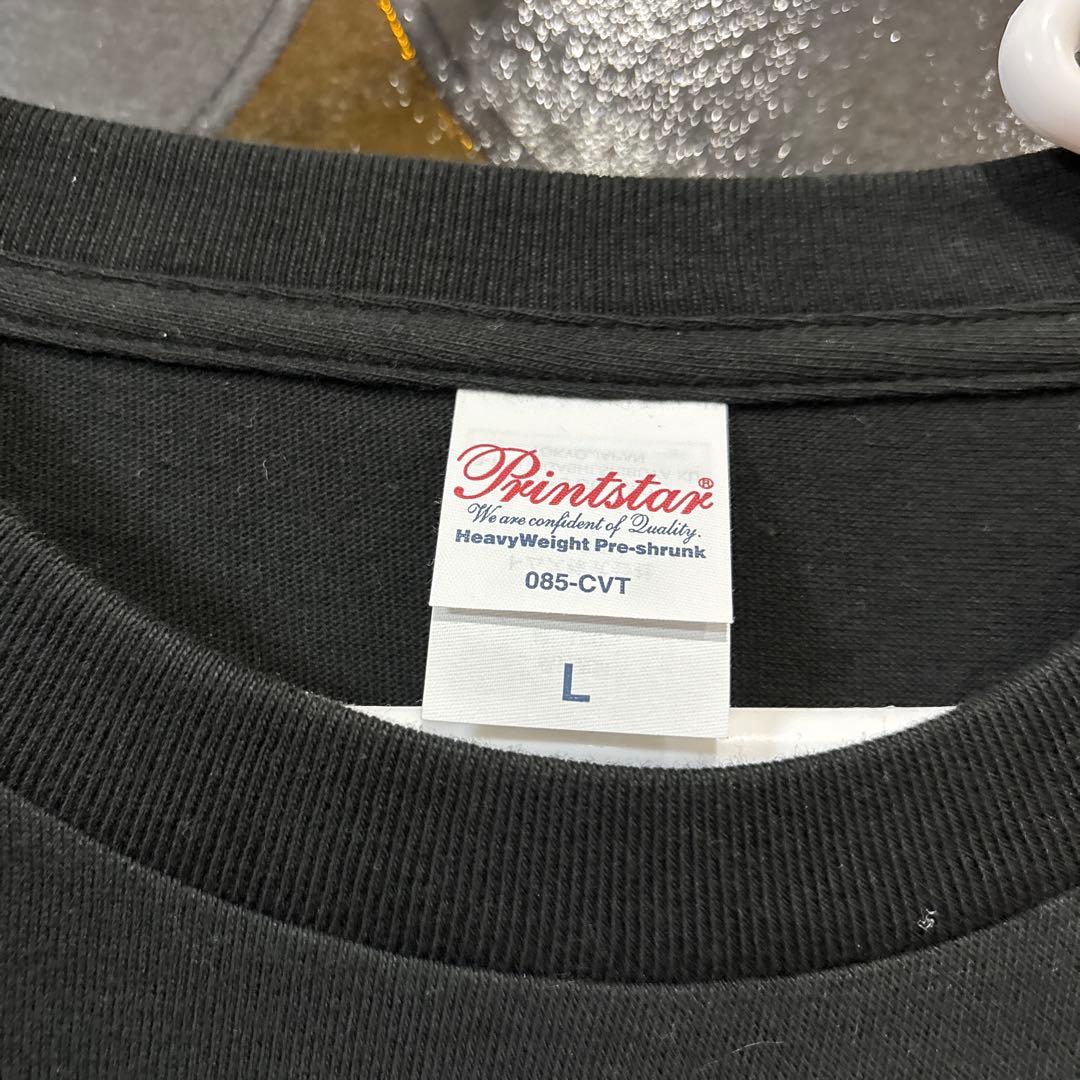 Printstar®
We are confident of Quality.
HeavyWeight Pre-shrunk
085-CVT
L